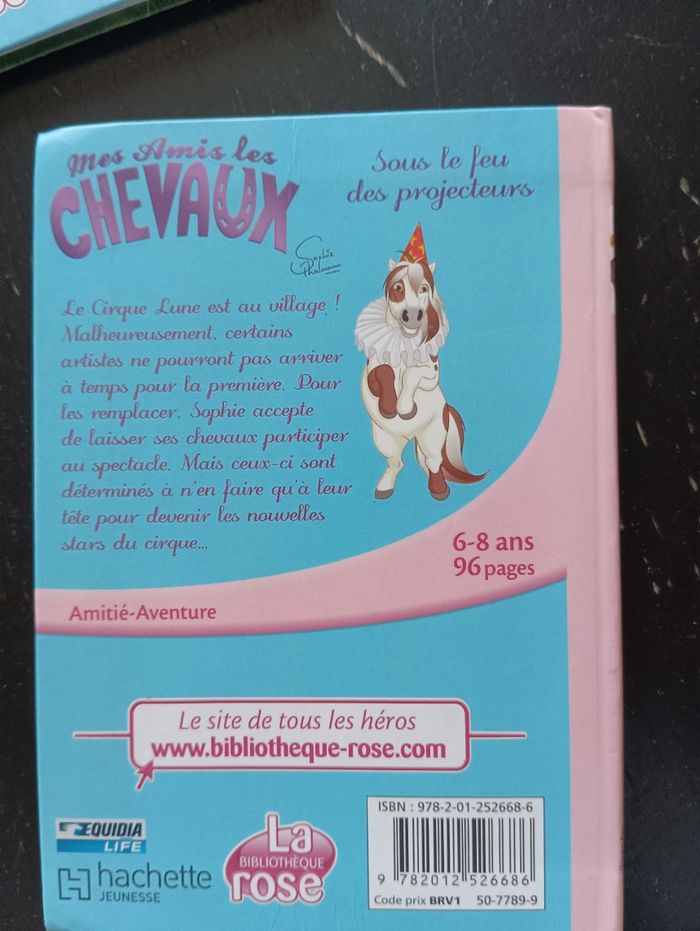 Mes Amis les
CHEVAUX
Sophie
Thalmann
Sous le feu
des projecteurs
Le Cirque Lune est au village !
Malheureusement, certains
artistes ne pourront pas arriver
à temps pour la première. Pour
les remplacer, Sophie accepte
de laisser ses chevaux participer
au spectacle. Mais ceux-ci sont
déterminés à n'en faire qu'à leur
tête pour devenir les nouvelles
stars du cirque...
6-8 ans
96 pages
Amitié-Aventure
Le site de tous les héros
www.bibliotheque-rose.com
EQUIDIA
LIFE
hachette
JEUNESSE
La
BIBLIOTHÈQUE
rose
ISBN : 978-2-01-252668-6
9 782012 526686
Code prix BRV1 50-7789-9